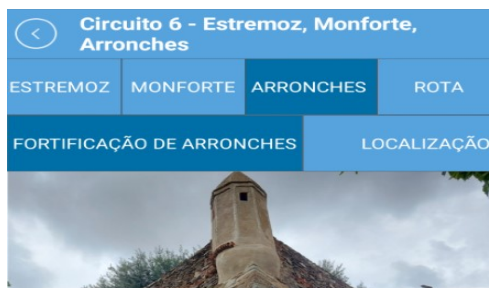 Circuito 6 - Estremoz, Monforte,
Arronches
ESTREMOZ MONFORTE ARRONCHES ROTA
FORTIFICAÇÃO DE ARRONCHES LOCALIZAÇÃO